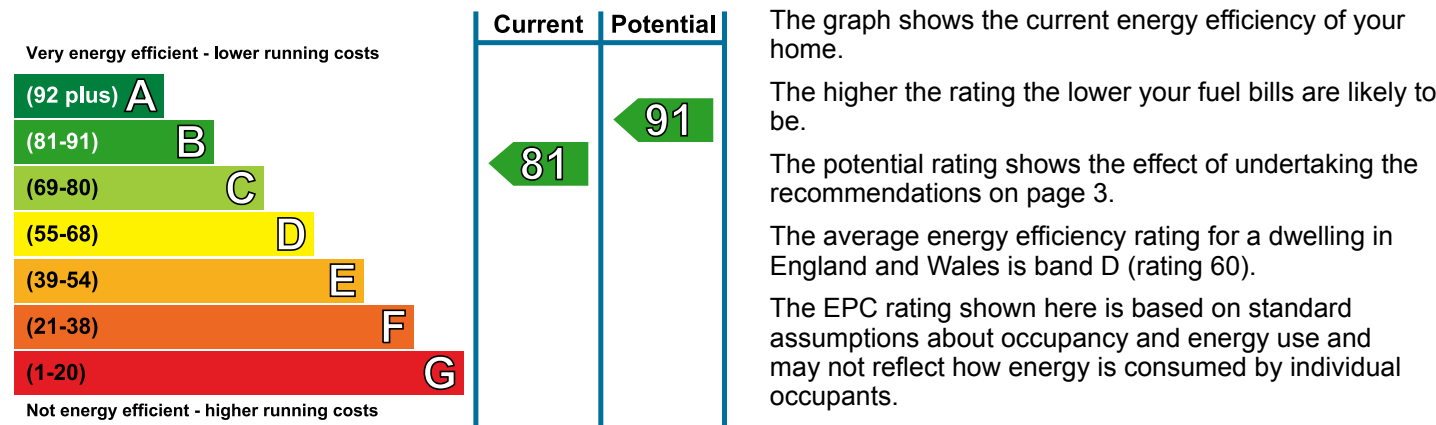 Current Potential
Very energy efficient - lower running costs
(92 plus) A
(81-91) B
(69-80) C
(55-68) D
(39-54) E
(21-38) F
(1-20) G
Not energy efficient - higher running costs
81
91
The graph shows the current energy efficiency of your
home.
The higher the rating the lower your fuel bills are likely to
be.
The potential rating shows the effect of undertaking the
recommendations on page 3.
The average energy efficiency rating for a dwelling in
England and Wales is band D (rating 60).
The EPC rating shown here is based on standard
assumptions about occupancy and energy use and
may not reflect how energy is consumed by individual
occupants.